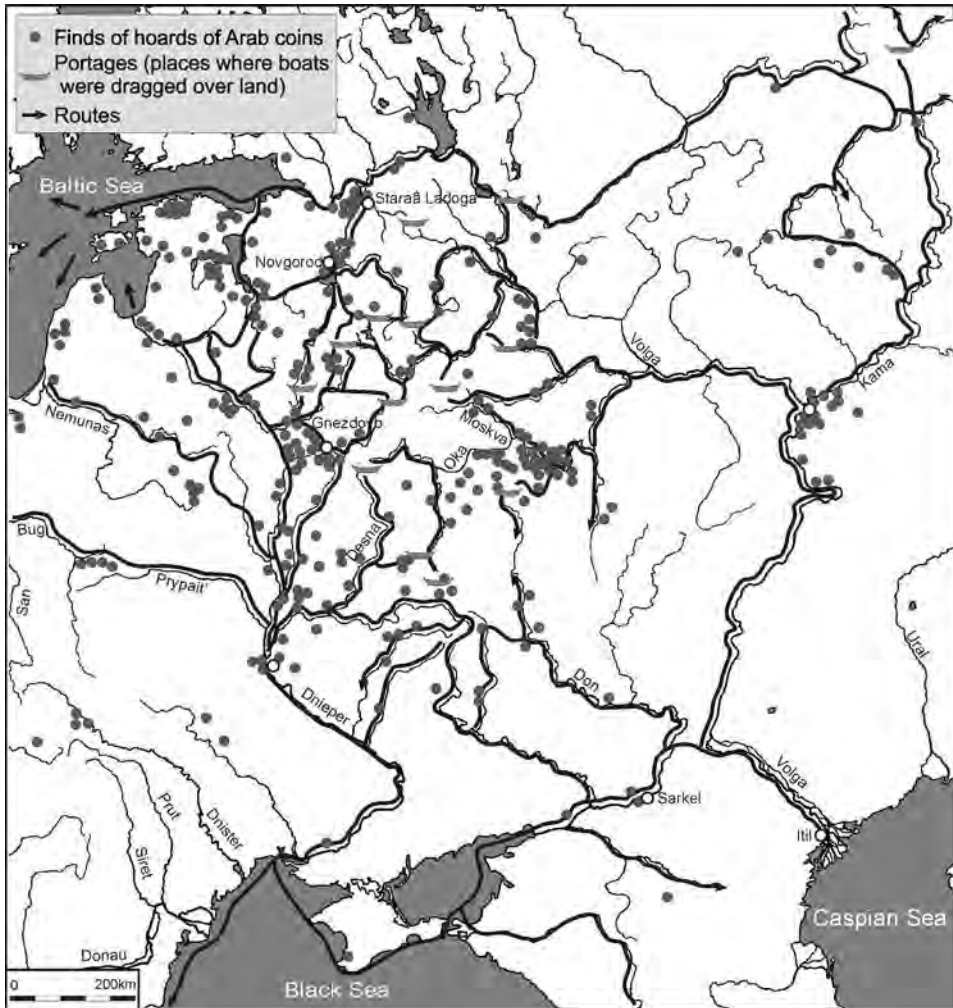 Finds of hoards of Arab coins
Portages (places where boats
were dragged over land)
Routes
Baltic Sea
Staraâ Ladoga
Novgorod
Volga
Kama
Nemunas
Gnezdovo
Moskva
Oka
Bug
Desna
Prypait'
San
Ural
Dnieper
Don
Volga
Sarkel
Prut
Dnister
Siret
Itil
Caspian Sea
Donau
0 200km
Black Sea